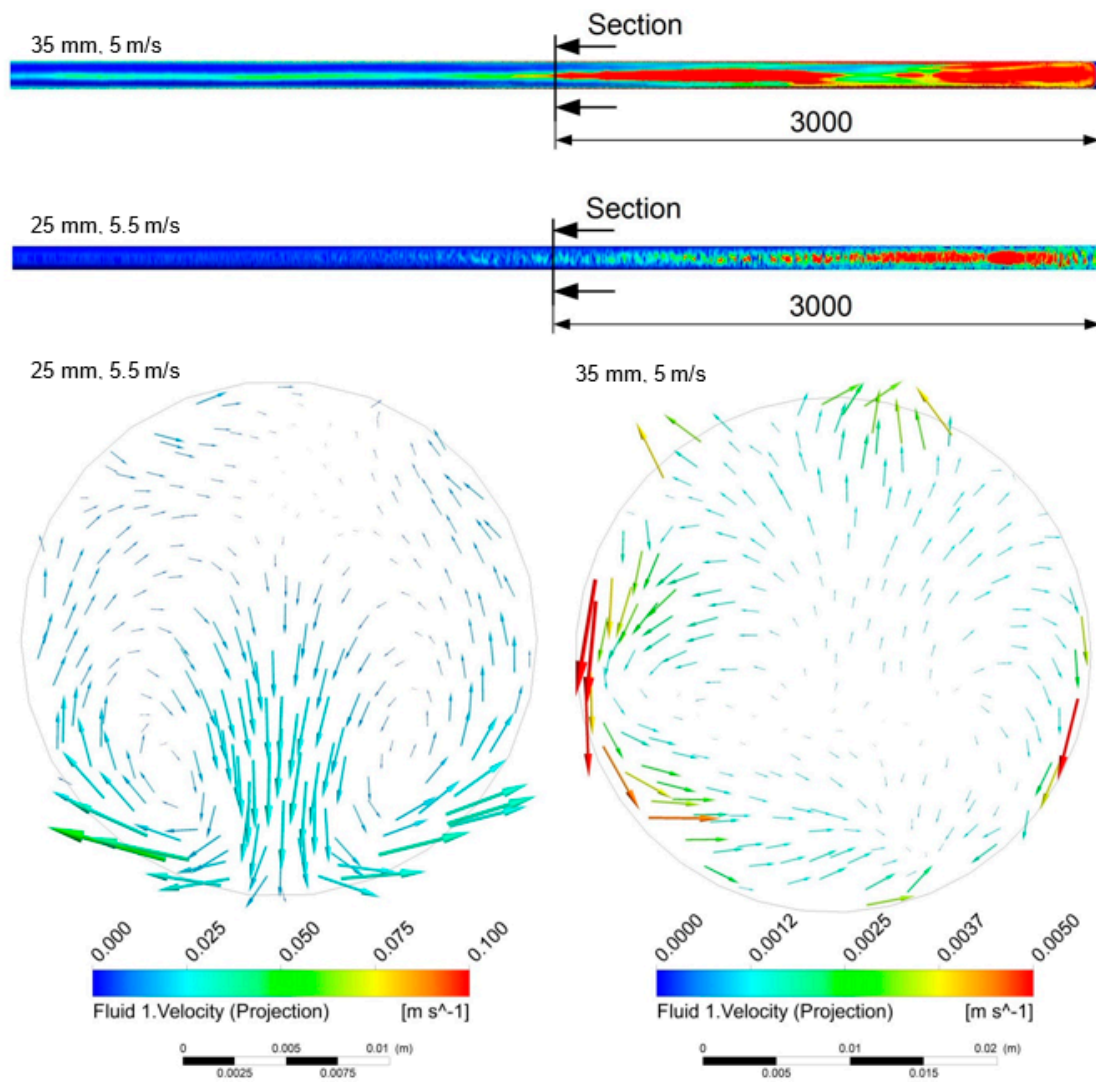 35 mm, 5 m/s
Section
3000
25 mm, 5.5 m/s
Section
3000
25 mm, 5.5 m/s
35 mm, 5 m/s
0.000 0.025 0.050 0.075 0.100
Fluid 1.Velocity (Projection) [m s^-1]
0 0.005 0.01 (m)
0.0025 0.0075
0.0000 0.0012 0.0025 0.0037 0.0050
Fluid 1.Velocity (Projection) [m s^-1]
0 0.01 0.02 (m)
0.005 0.015